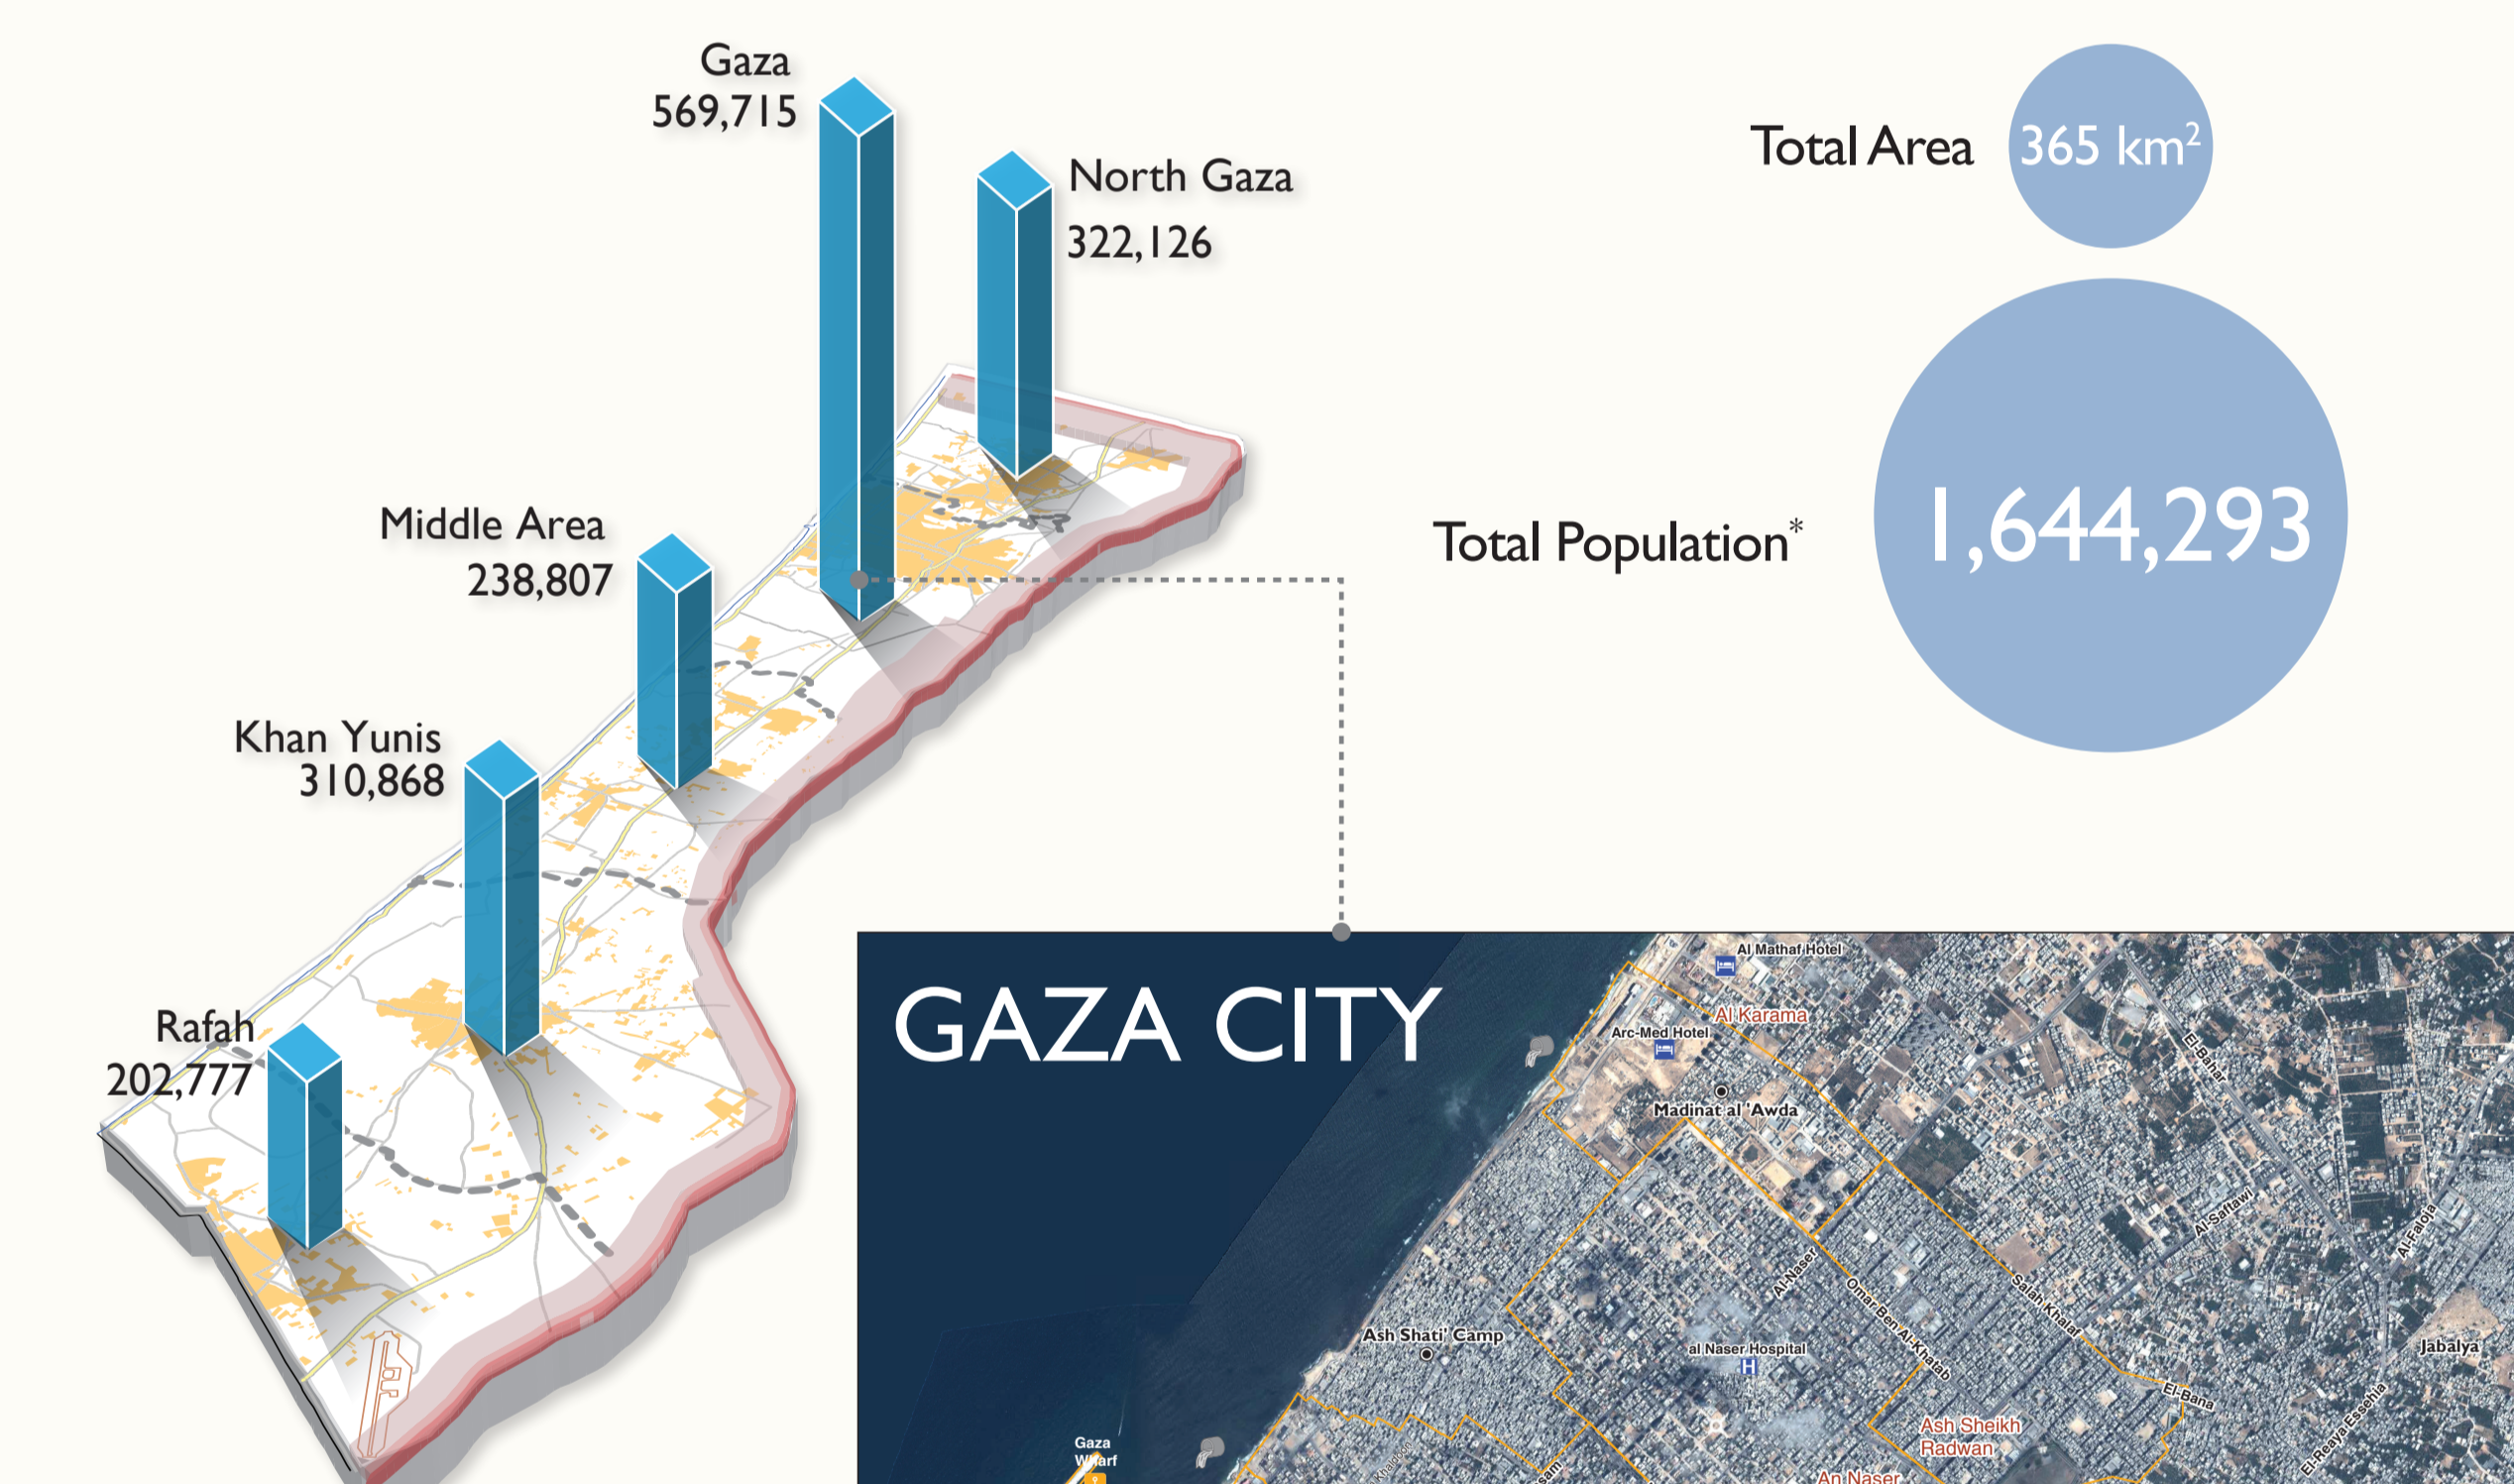 Gaza
569,715
North Gaza
322,126
Total Area
365 km²
Total Population*
1,644,293
Middle Area
238,807
Khan Yunis
310,868
Rafah
202,777
GAZA CITY
Al Mathaf Hotel
Al Karama
Arc-Med Hotel
Madinat al 'Awda
El-Bahar
Al-Saftawi
Al-Faloja
Al-Naser
Omar Ben Al-Khatab
Salah Khalaf
Ash Shati' Camp
al Naser Hospital
H
Jabalya
El-Bana
El-Reaya Essehia
Ash Sheikh
Radwan
An Naser
Gaza
Wharf
Khaldon